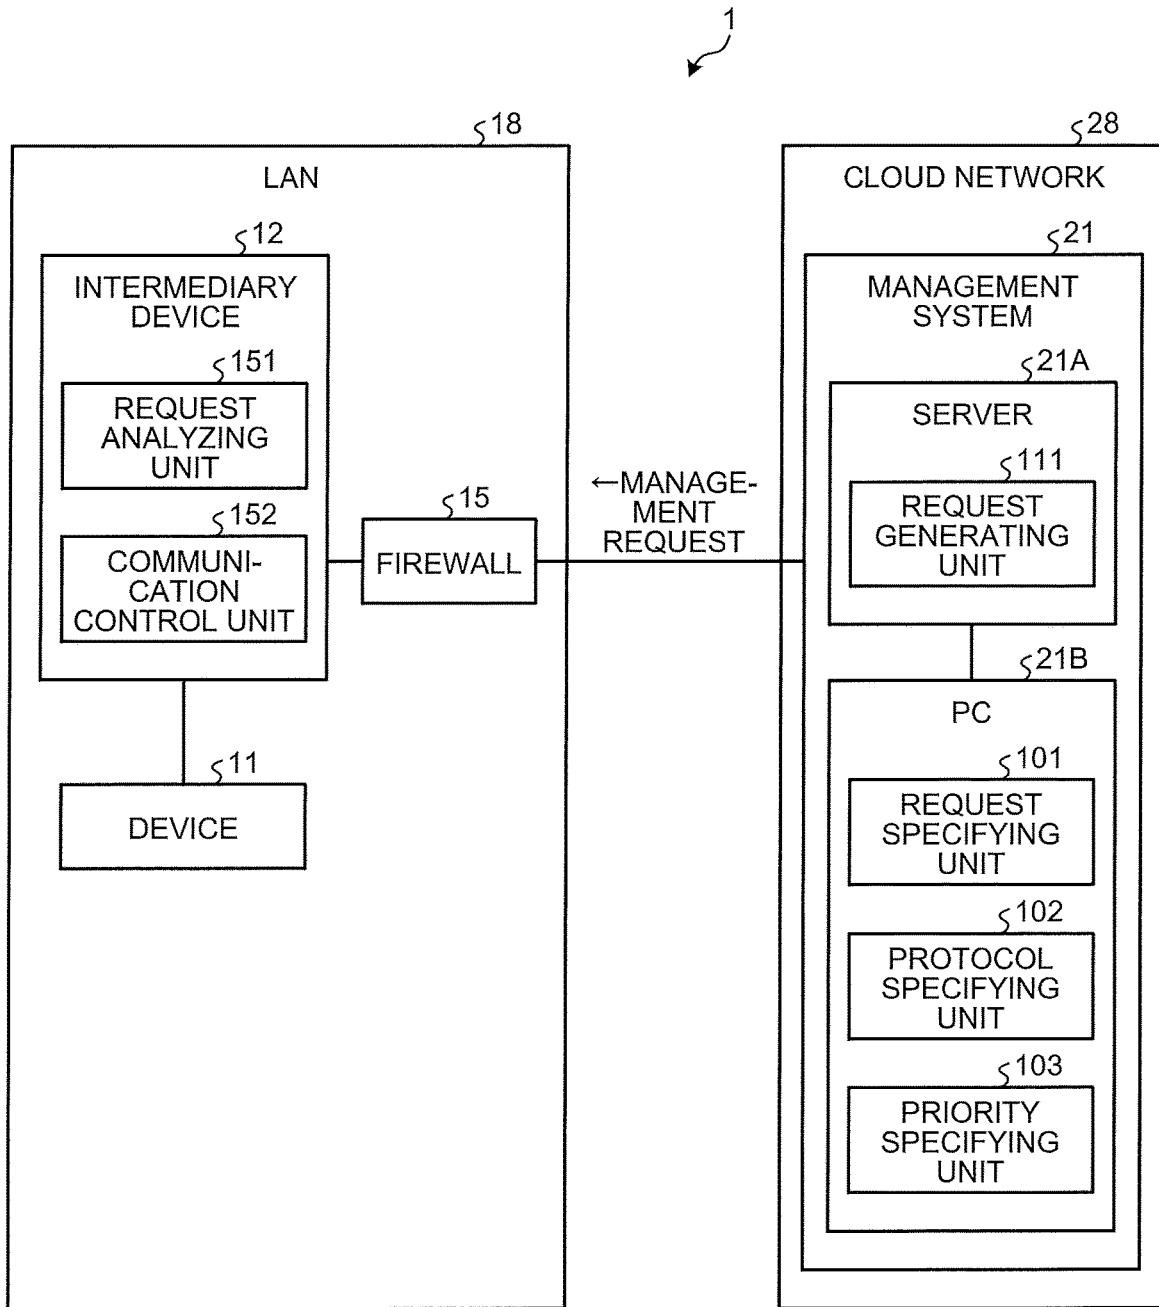 1
18
LAN
12
INTERMEDIARY
DEVICE
151
REQUEST
ANALYZING
UNIT
152
COMMUNI-
CATION
CONTROL UNIT
15
FIREWALL
11
DEVICE
←MANAGE-
MENT
REQUEST
28
CLOUD NETWORK
21
MANAGEMENT
SYSTEM
21A
SERVER
111
REQUEST
GENERATING
UNIT
21B
PC
101
REQUEST
SPECIFYING
UNIT
102
PROTOCOL
SPECIFYING
UNIT
103
PRIORITY
SPECIFYING
UNIT